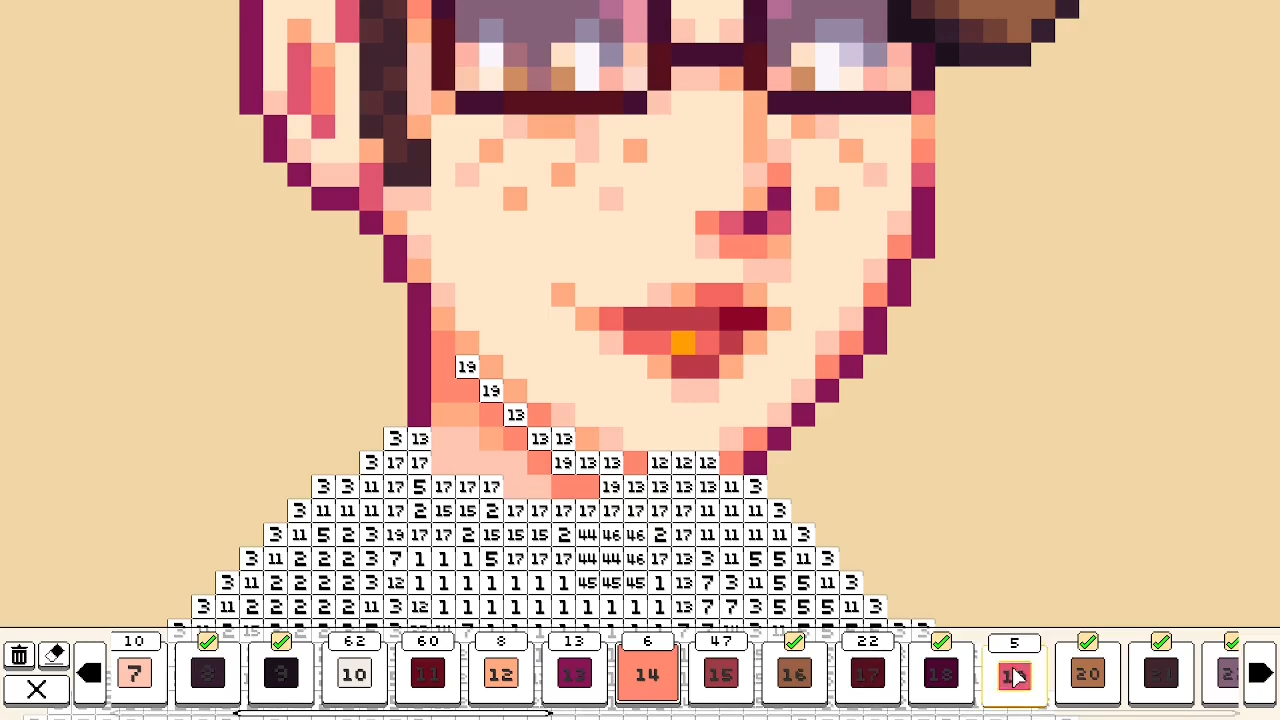 19
19
13
3 13 13 13
3 17 17 19 13 13 12 12 12
3 3 11 17 5 17 17 17 19 13 13 13 13 11 3
3 11 11 11 17 2 15 15 2 17 17 17 17 17 17 17 17 11 11 11 3
3 11 5 2 3 19 17 17 2 15 15 15 2 44 46 46 2 17 11 11 11 11 3
3 11 2 2 2 3 7 1 1 1 5 17 17 17 44 44 46 17 13 3 11 5 5 11 3
3 11 2 2 2 2 3 12 1 1 1 1 1 1 1 45 45 45 1 13 7 3 11 5 5 11 3
3 11 2 2 2 2 2 11 3 12 1 1 1 1 1 1 1 1 1 1 13 7 7 3 5 5 5 11 3
10 62 60 8 13 6 47 22 5
7 8 9 10 11 12 13 14 15 16 17 18 20 21